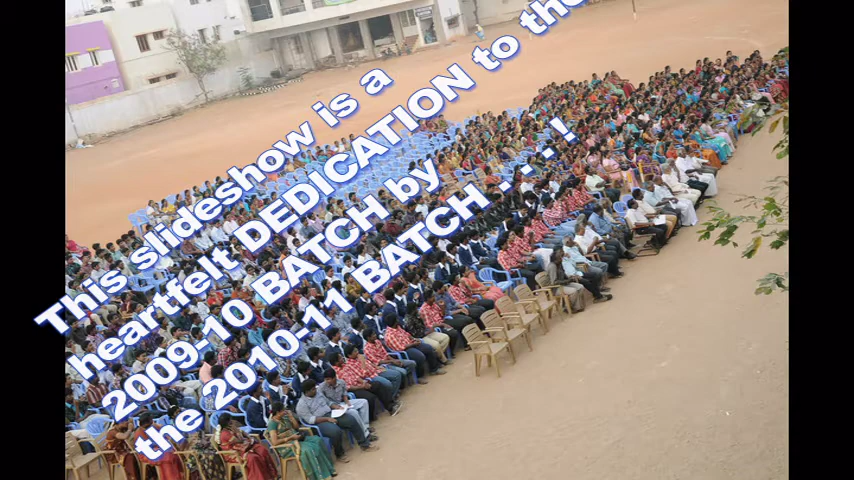 This slideshow is a
heartfelt DEDICATION to the
2009-10 BATCH by
the 2010-11 BATCH . . . !